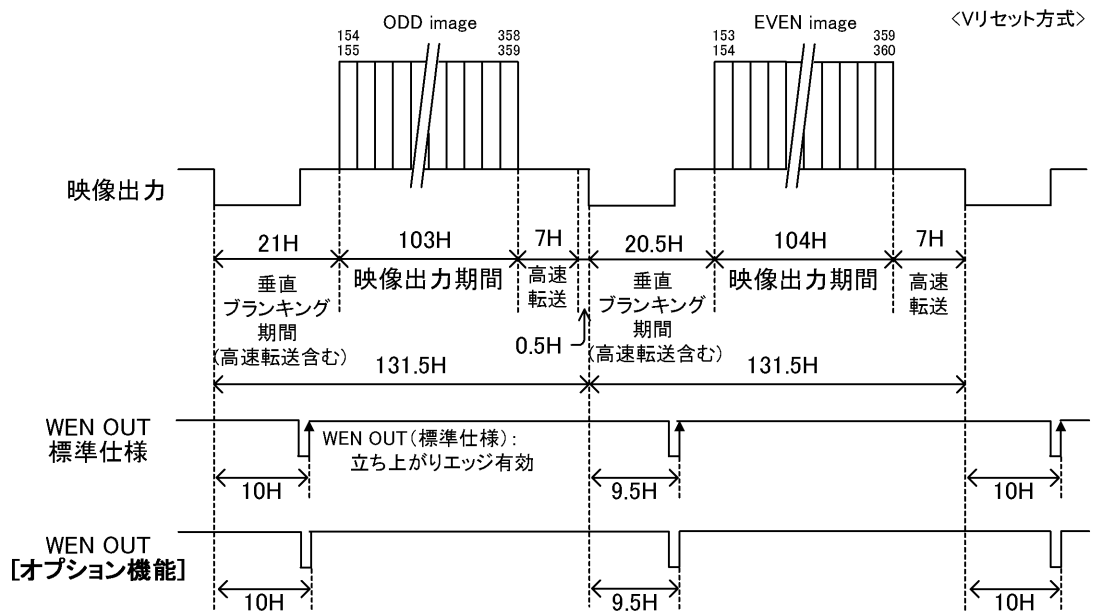 ODD image
EVEN image
<Vリセット方式>
154
155
358
359
153
154
359
360
映像出力
21H
103H
7H
20.5H
104H
7H
垂直
ブランキング
期間
(高速転送含む)
映像出力期間
高速
転送
0.5H
垂直
ブランキング
期間
(高速転送含む)
映像出力期間
高速
転送
131.5H
131.5H
WEN OUT
標準仕様
WEN OUT(標準仕様):
立ち上がりエッジ有効
10H
9.5H
10H
WEN OUT
[オプション機能]
10H
9.5H
10H